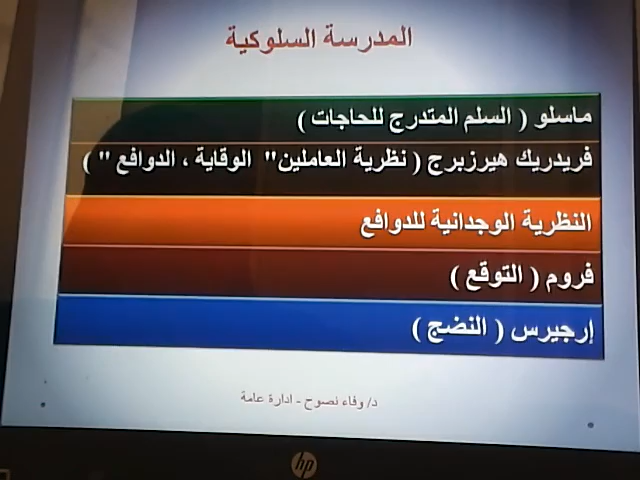 المدرسة السلوكية
ماسلو ( السلم المتدرج للحاجات )
فريدريك هيرزبرج ( نظرية العاملين" الوقاية ، الدوافع " )
النظرية الوجدانية للدوافع
فروم ( التوقع )
إرجيرس ( النضج )
د/ وفاء نصوح - ادارة عامة
hp